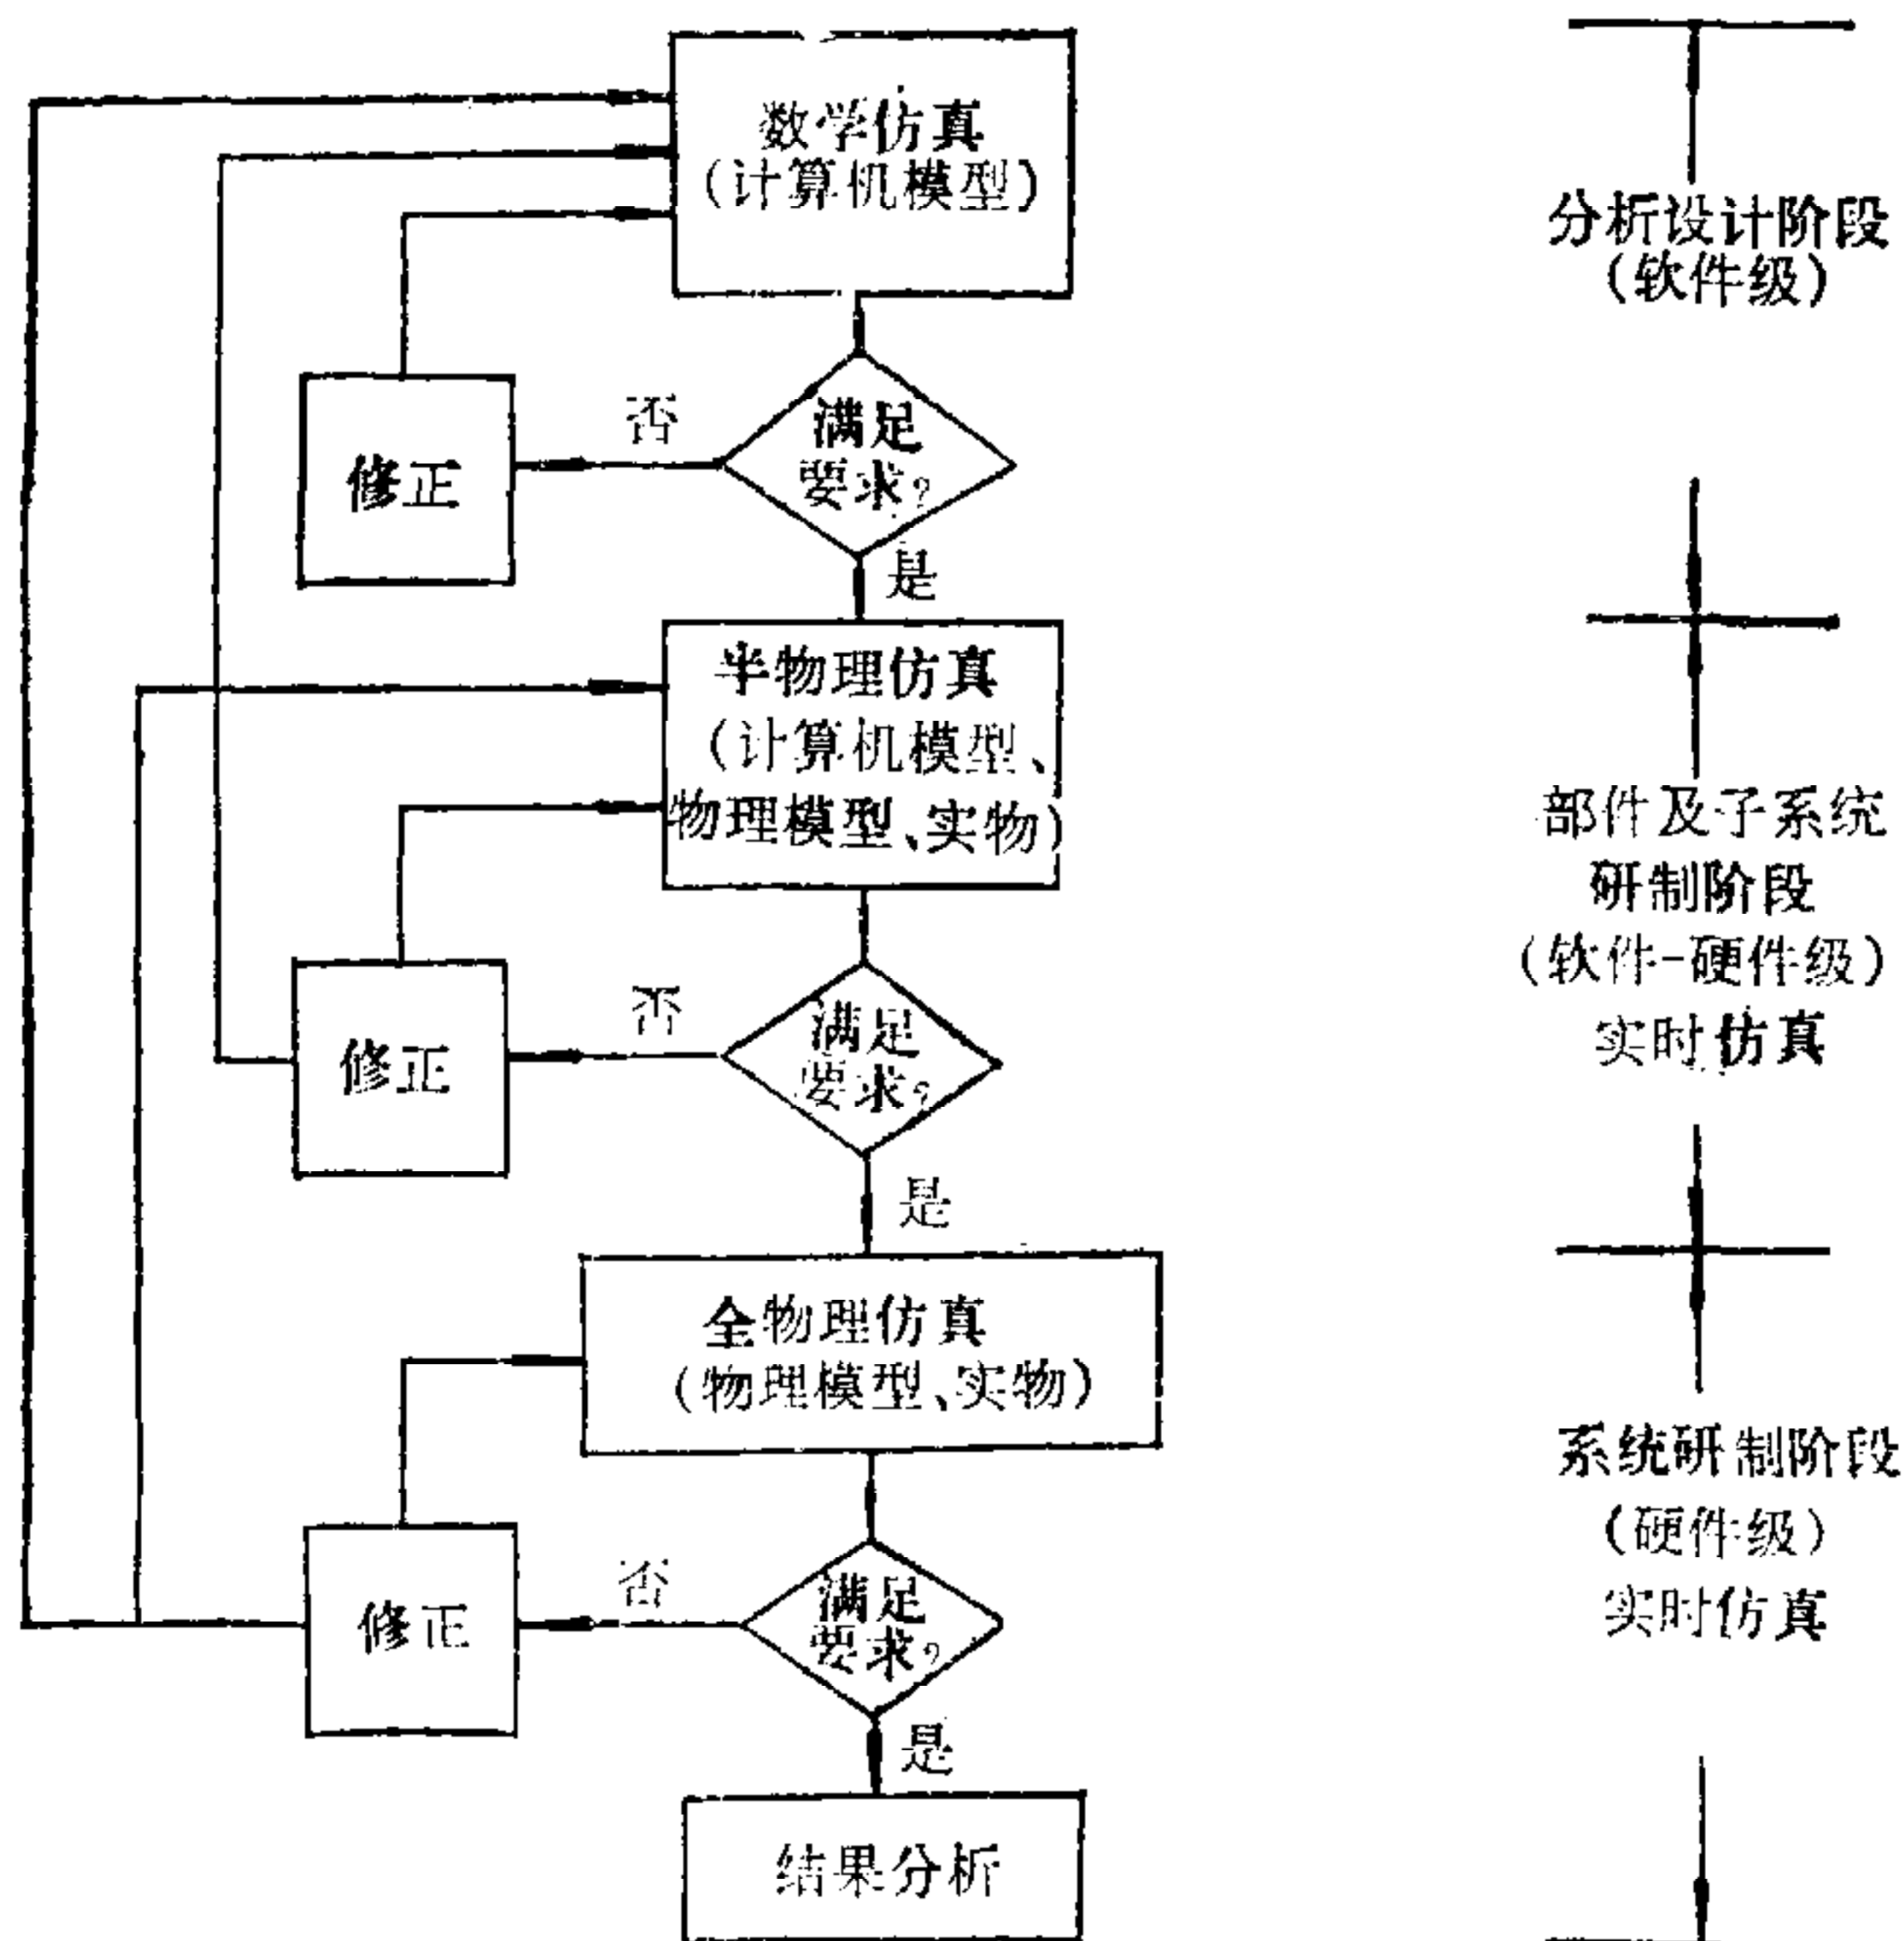 数学仿真
(计算机模型)
否
满足
要求?
修正
是
半物理仿真
(计算机模型、
物理模型、实物)
否
满足
要求?
修正
是
全物理仿真
(物理模型、实物)
否
满足
要求?
修正
是
结果分析
分析设计阶段
(软件级)
部件及子系统
研制阶段
(软件-硬件级)
实时仿真
系统研制阶段
(硬件级)
实时仿真